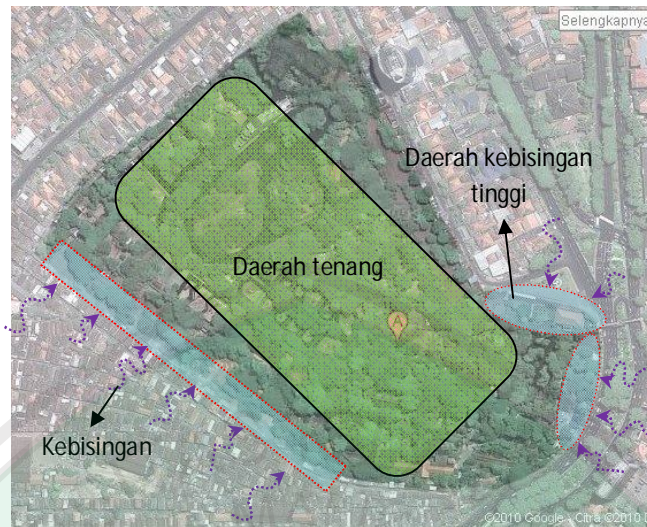 Selengkapnya
Daerah kebisingan
tinggi
Daerah tenang
A
Kebisingan
©2010 Google - Citra ©2010 D